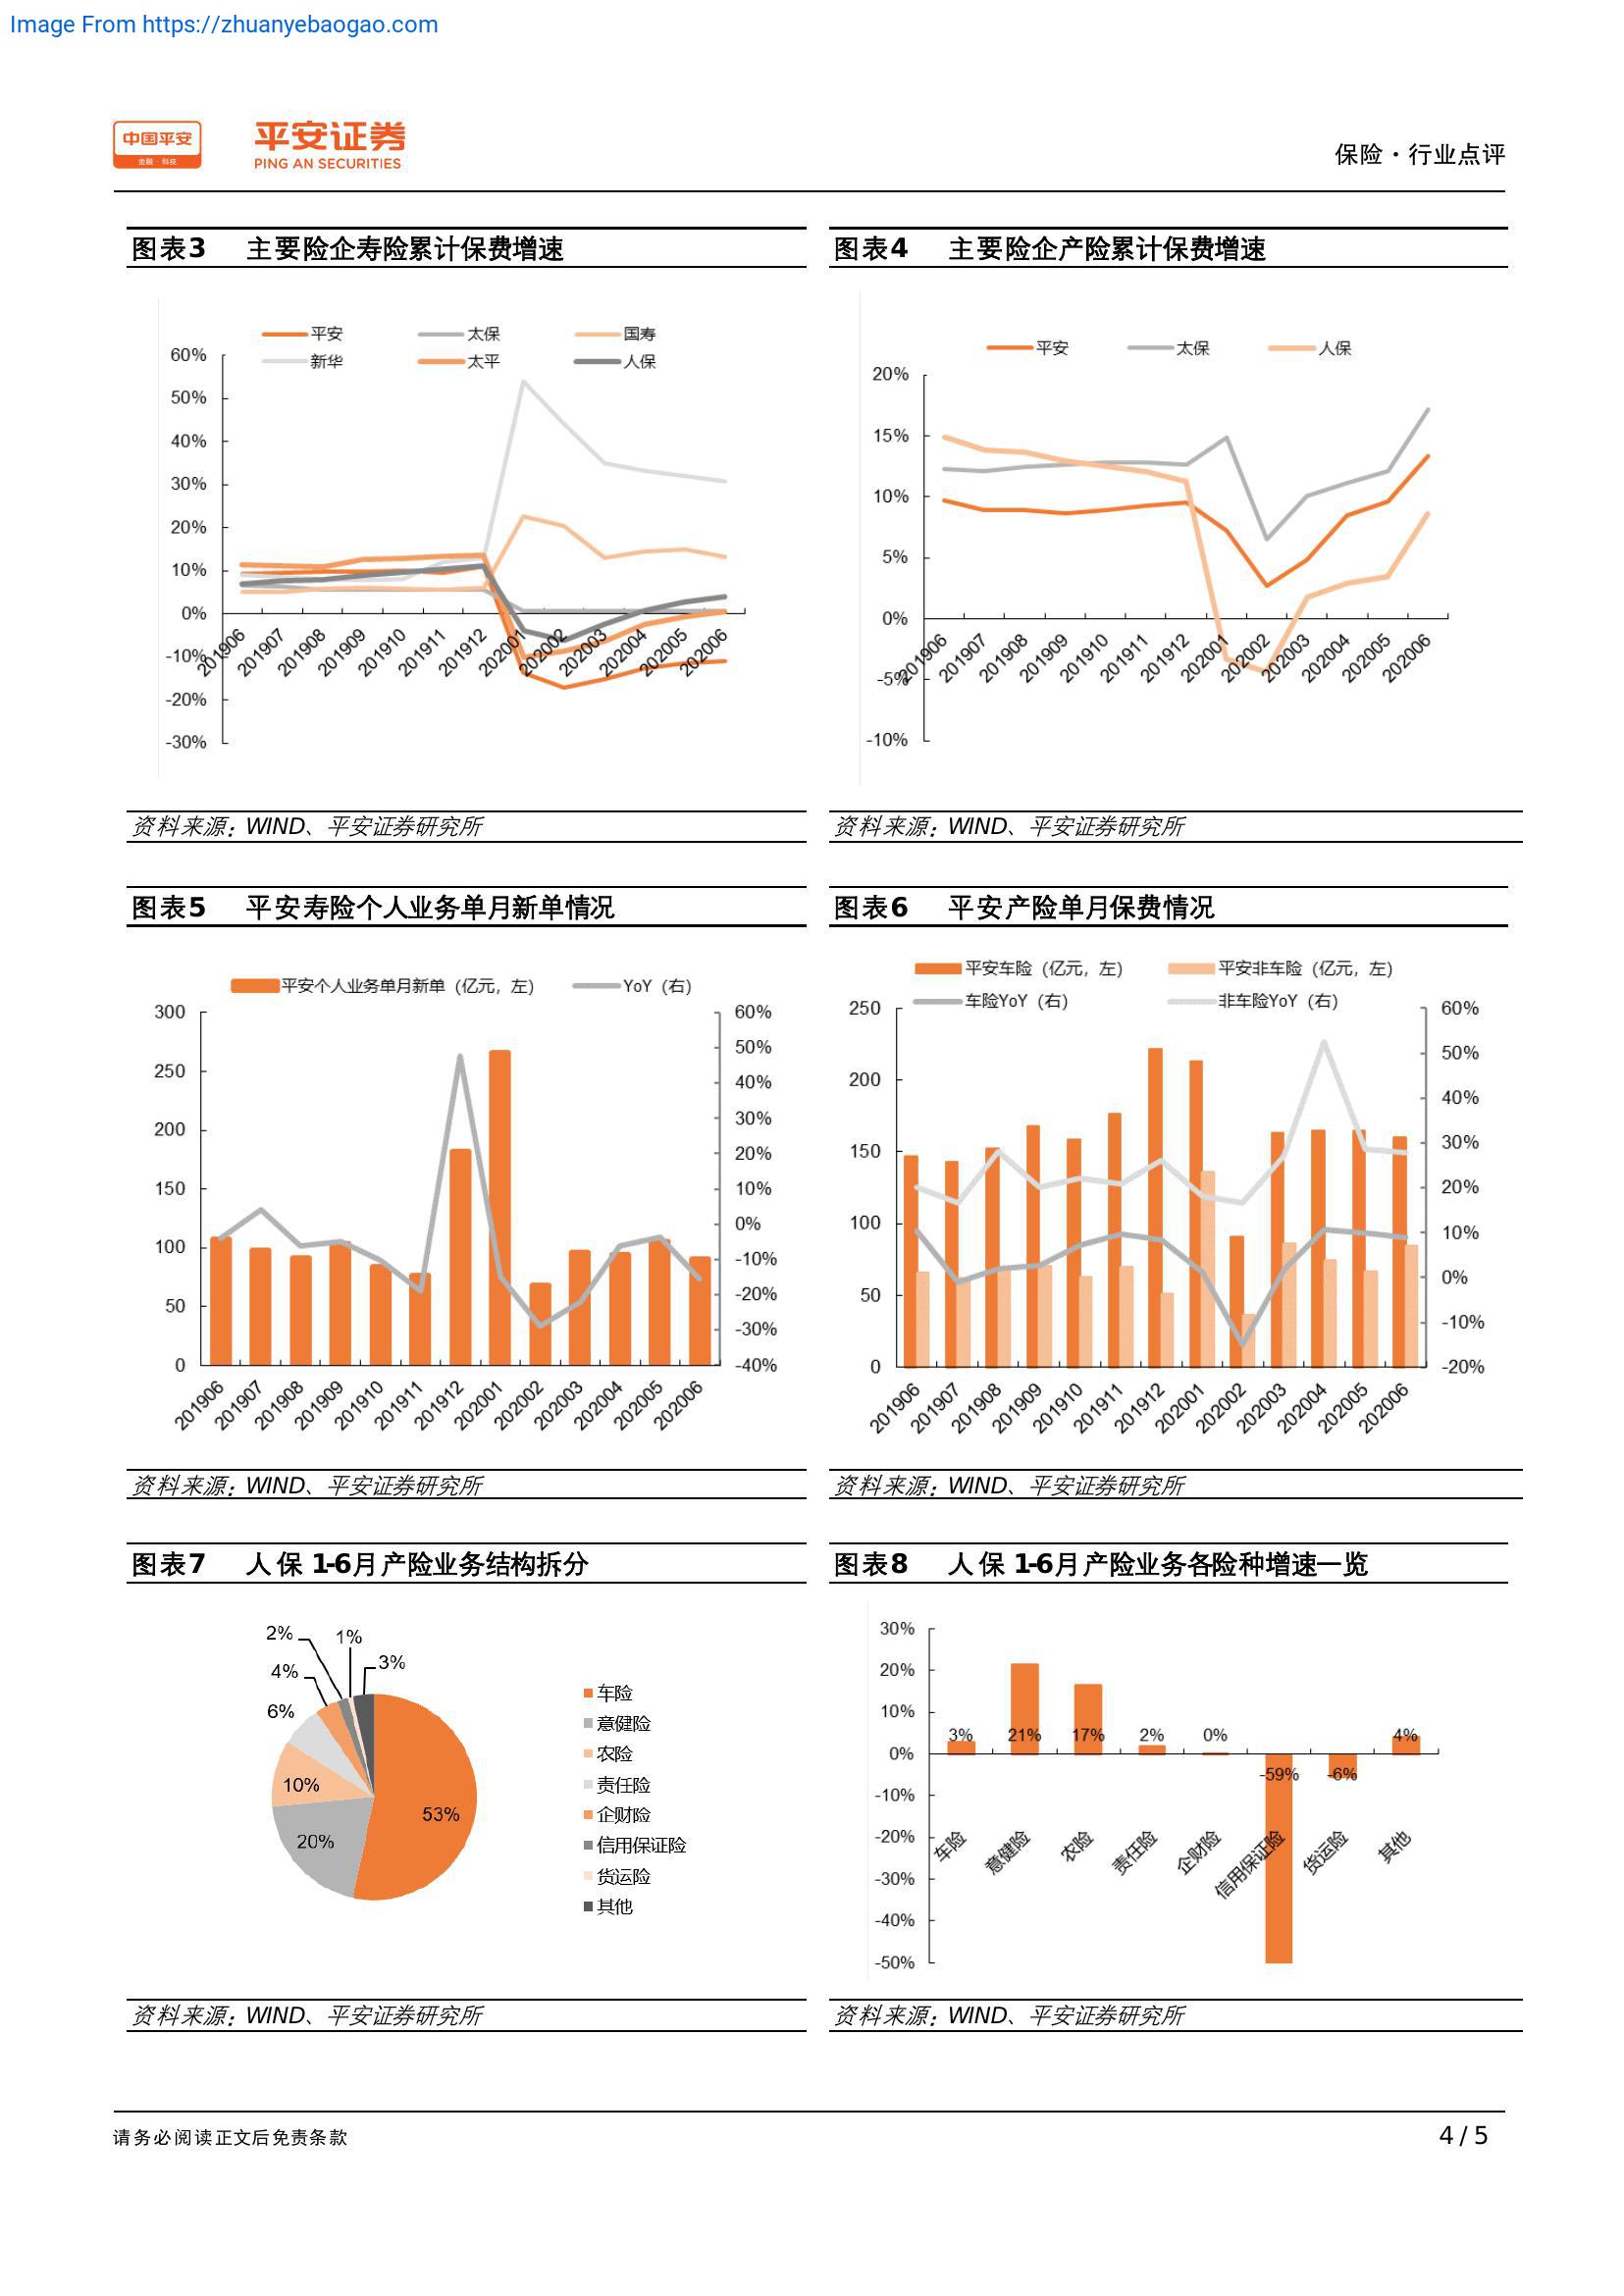 Image From https://zhuanyebaogao.com
中国平安
金融·科技
平安证券
PING AN SECURITIES
保险·行业点评
图表3 主要险企寿险累计保费增速
平安 太保 国寿
新华 太平 人保
60%
50%
40%
30%
20%
10%
0%
-10%
-20%
-30%
201906 201907 201908 201909 201910 201911 201912 202001 202002 202003 202004 202005 202006
资料来源：WIND、平安证券研究所
图表4 主要险企产险累计保费增速
平安 太保 人保
20%
15%
10%
5%
0%
-5%
-10%
201906 201907 201908 201909 201910 201911 201912 202001 202002 202003 202004 202005 202006
资料来源：WIND、平安证券研究所
图表5 平安寿险个人业务单月新单情况
平安个人业务单月新单（亿元，左） YoY（右）
300 60%
50%
250 40%
30%
200 20%
150 10%
0%
100 -10%
-20%
50 -30%
0 -40%
201906 201907 201908 201909 201910 201911 201912 202001 202002 202003 202004 202005 202006
资料来源：WIND、平安证券研究所
图表6 平安产险单月保费情况
平安车险（亿元，左） 平安非车险（亿元，左）
车险YoY（右） 非车险YoY（右）
250 60%
50%
200 40%
150 30%
20%
100 10%
50 0%
-10%
0 -20%
201906 201907 201908 201909 201910 201911 201912 202001 202002 202003 202004 202005 202006
资料来源：WIND、平安证券研究所
图表7 人保 1-6月产险业务结构拆分
2% 1%
4% 3%
6%
10%
20%
53%
车险
意健险
农险
责任险
企财险
信用保证险
货运险
其他
资料来源：WIND、平安证券研究所
图表8 人保 1-6月产险业务各险种增速一览
30%
20%
10%
0%
-10%
-20%
-30%
-40%
-50%
3% 21% 17% 2% 0% -59% -6% 4%
车险 意健险 农险 责任险 企财险 信用保证险 货运险 其他
资料来源：WIND、平安证券研究所
请务必阅读正文后免责条款
4 / 5